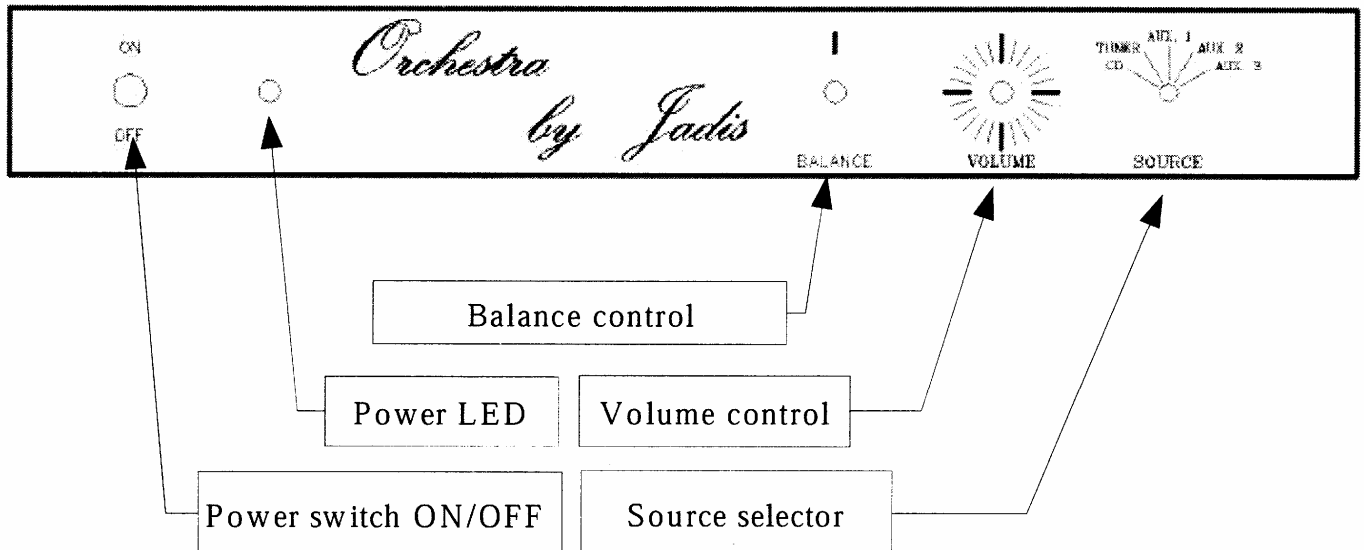 ON
OFF
Orchestra
by Jadis
BALANCE
VOLUME
CD
TUNER
AUX. 1
AUX. 2
AUX. 3
SOURCE
Balance control
Power LED
Volume control
Power switch ON/OFF
Source selector